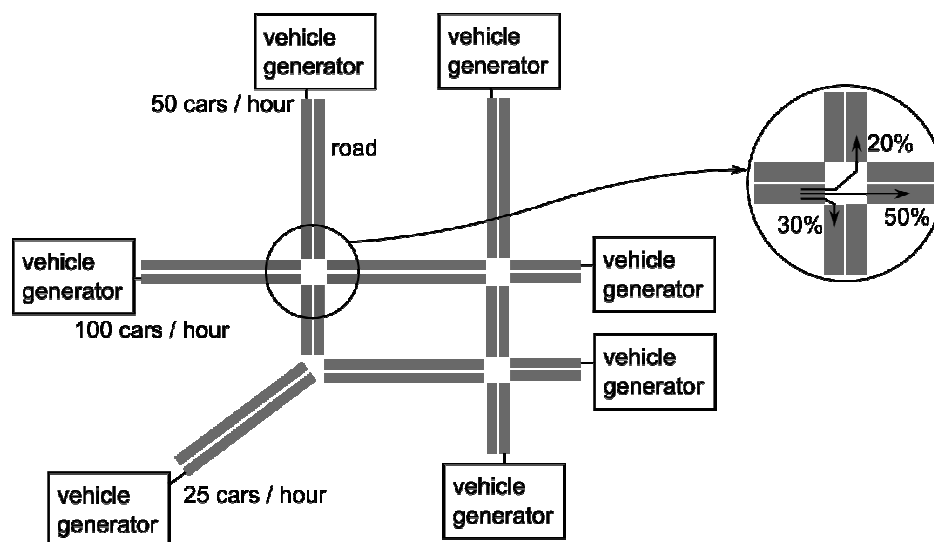 vehicle
generator
vehicle
generator
50 cars / hour
road
20%
30%
50%
vehicle
generator
vehicle
generator
100 cars / hour
vehicle
generator
vehicle
generator
25 cars / hour
vehicle
generator